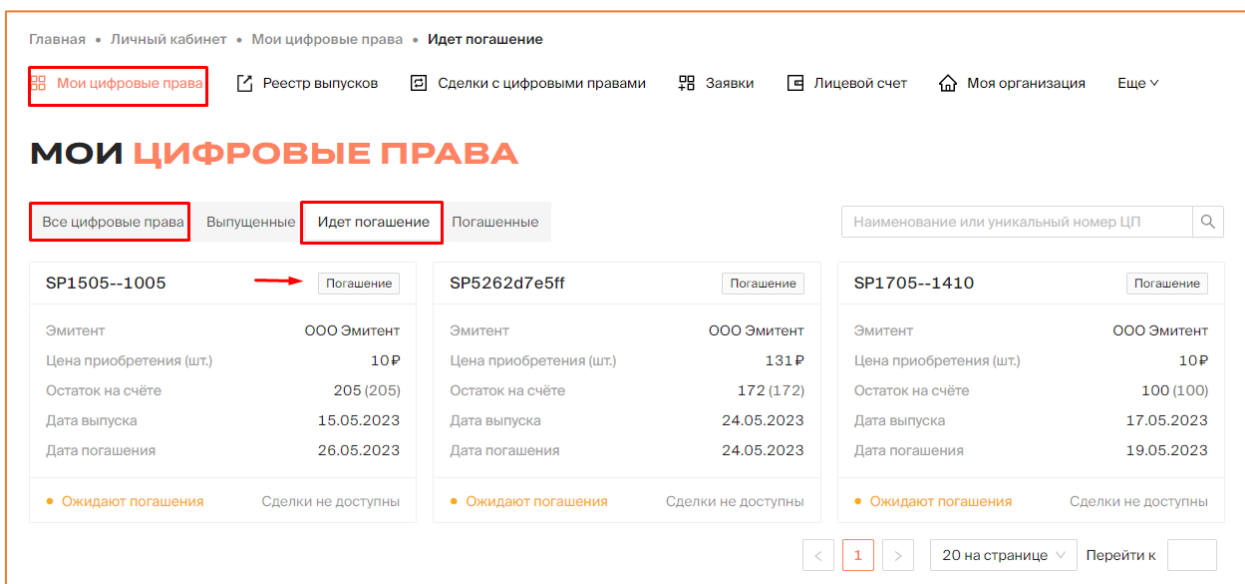 Главная • Личный кабинет • Мои цифровые права • Идет погашение
Мои цифровые права Реестр выпусков Сделки с цифровыми правами Заявки Лицевой счет Моя организация Еще
МОИ ЦИФРОВЫЕ ПРАВА
Все цифровые права Выпущенные Идет погашение Погашенные Наименование или уникальный номер ЦП
SP1505--1005 Погашение SP5262d7e5ff Погашение SP1705--1410 Погашение
Эмитент ООО Эмитент Эмитент ООО Эмитент Эмитент ООО Эмитент
Цена приобретения (шт.) 10 ₽ Цена приобретения (шт.) 131 ₽ Цена приобретения (шт.) 10 ₽
Остаток на счёте 205 (205) Остаток на счёте 172 (172) Остаток на счёте 100 (100)
Дата выпуска 15.05.2023 Дата выпуска 24.05.2023 Дата выпуска 17.05.2023
Дата погашения 26.05.2023 Дата погашения 24.05.2023 Дата погашения 19.05.2023
• Ожидают погашения Сделки не доступны • Ожидают погашения Сделки не доступны • Ожидают погашения Сделки не доступны
< 1 > 20 на странице Перейти к